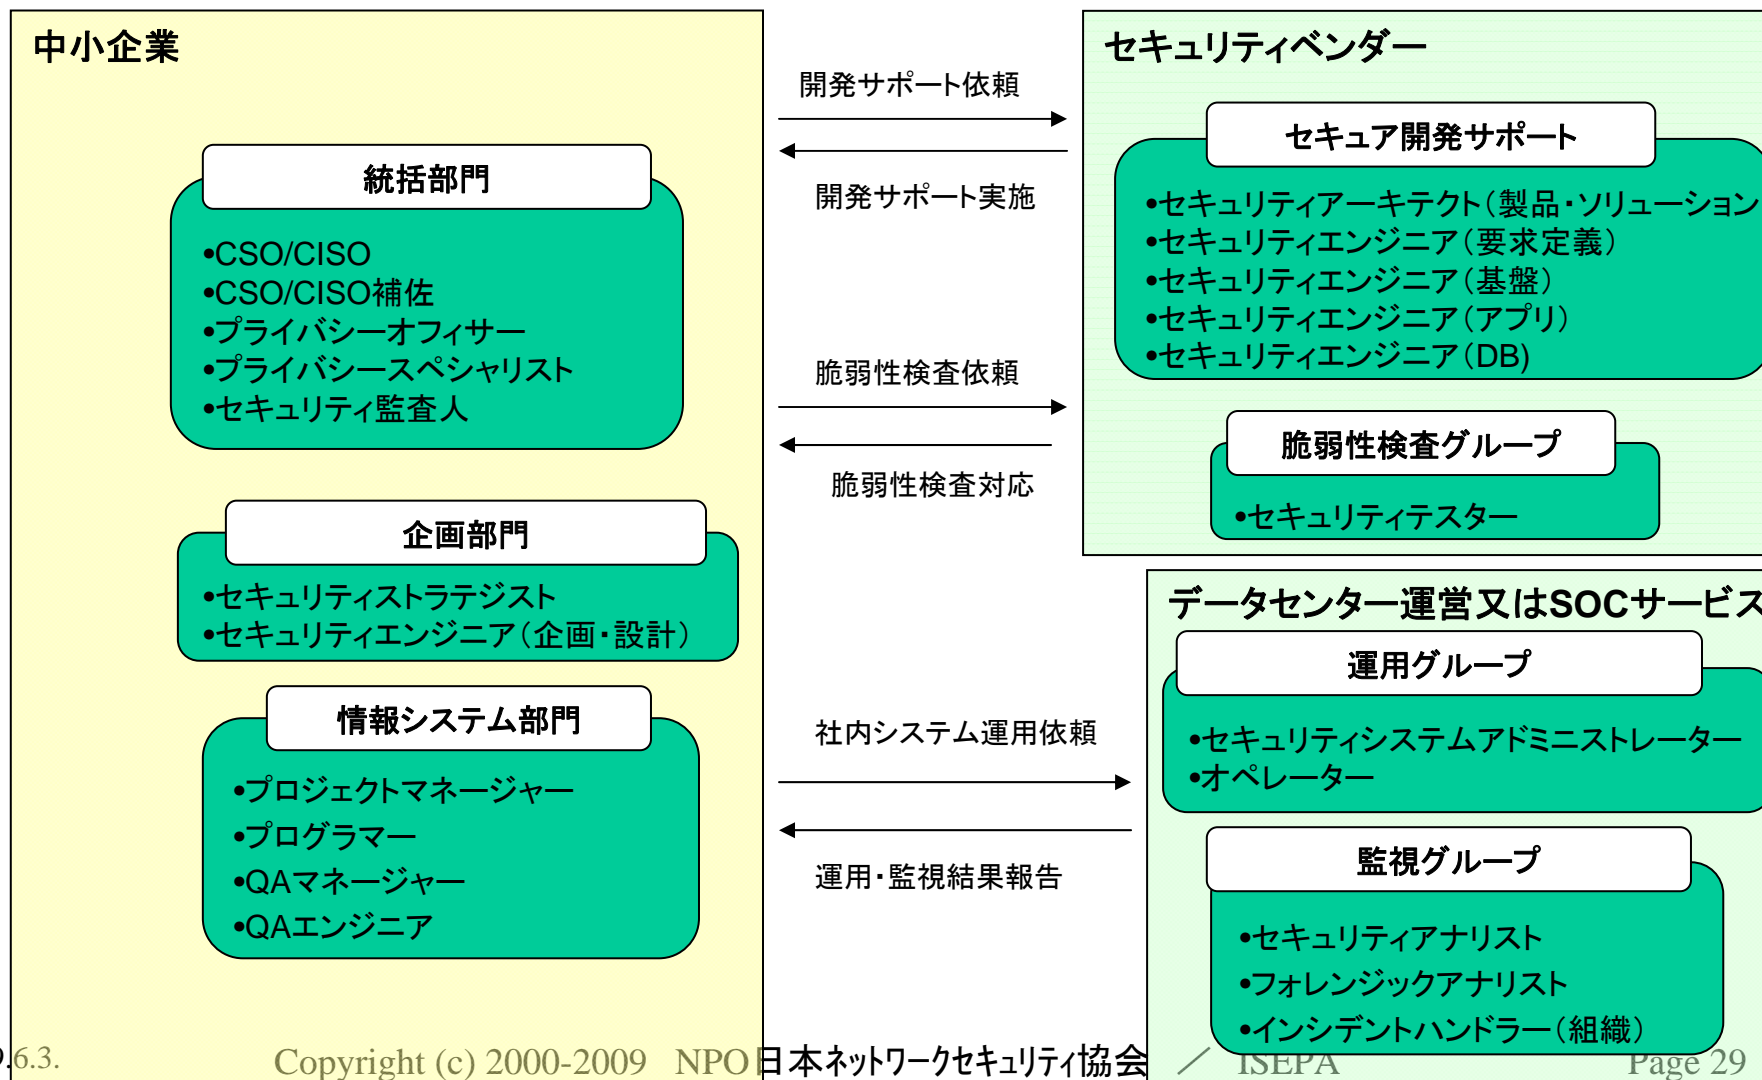 中小企業
統括部門
•CSO/CISO
•CSO/CISO補佐
•プライバシーオフィサー
•プライバシースペシャリスト
•セキュリティ監査人
企画部門
•セキュリティストラテジスト
•セキュリティエンジニア(企画・設計)
情報システム部門
•プロジェクトマネージャー
•プログラマー
•QAマネージャー
•QAエンジニア
開発サポート依頼
開発サポート実施
脆弱性検査依頼
脆弱性検査対応
社内システム運用依頼
運用・監視結果報告
セキュリティベンダー
セキュア開発サポート
•セキュリティアーキテクト(製品・ソリューション
•セキュリティエンジニア(要求定義)
•セキュリティエンジニア(基盤)
•セキュリティエンジニア(アプリ)
•セキュリティエンジニア(DB)
脆弱性検査グループ
•セキュリティテスター
データセンター運営又はSOCサービス
運用グループ
•セキュリティシステムアドミニストレーター
•オペレーター
監視グループ
•セキュリティアナリスト
•フォレンジックアナリスト
•インシデントハンドラー(組織)
9.6.3.
Copyright (c) 2000-2009 NPO日本ネットワークセキュリティ協会 / ISEPA
Page 29